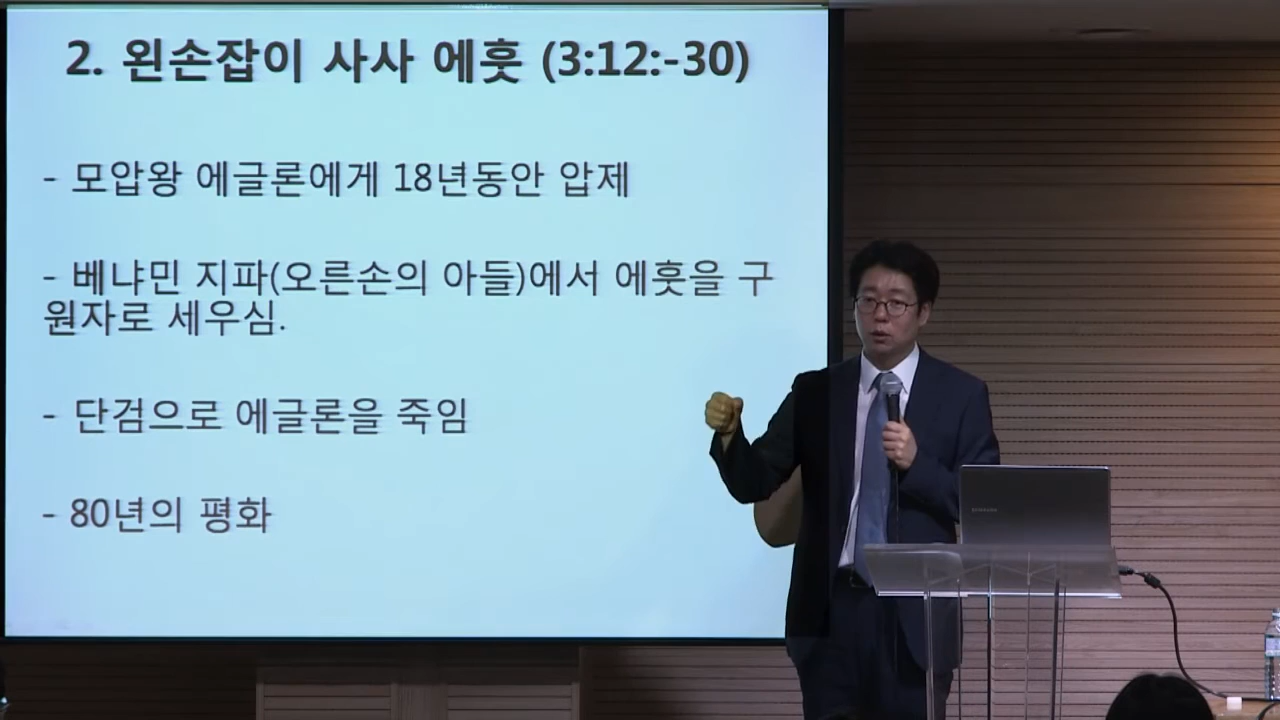 2. 왼손잡이 사사 에훗 (3:12:-30)
- 모압왕 에글론에게 18년동안 압제
- 베냐민 지파(오른손의 아들)에서 에훗을 구
원자로 세우심.
- 단검으로 에글론을 죽임
- 80년의 평화
SAMSUNG